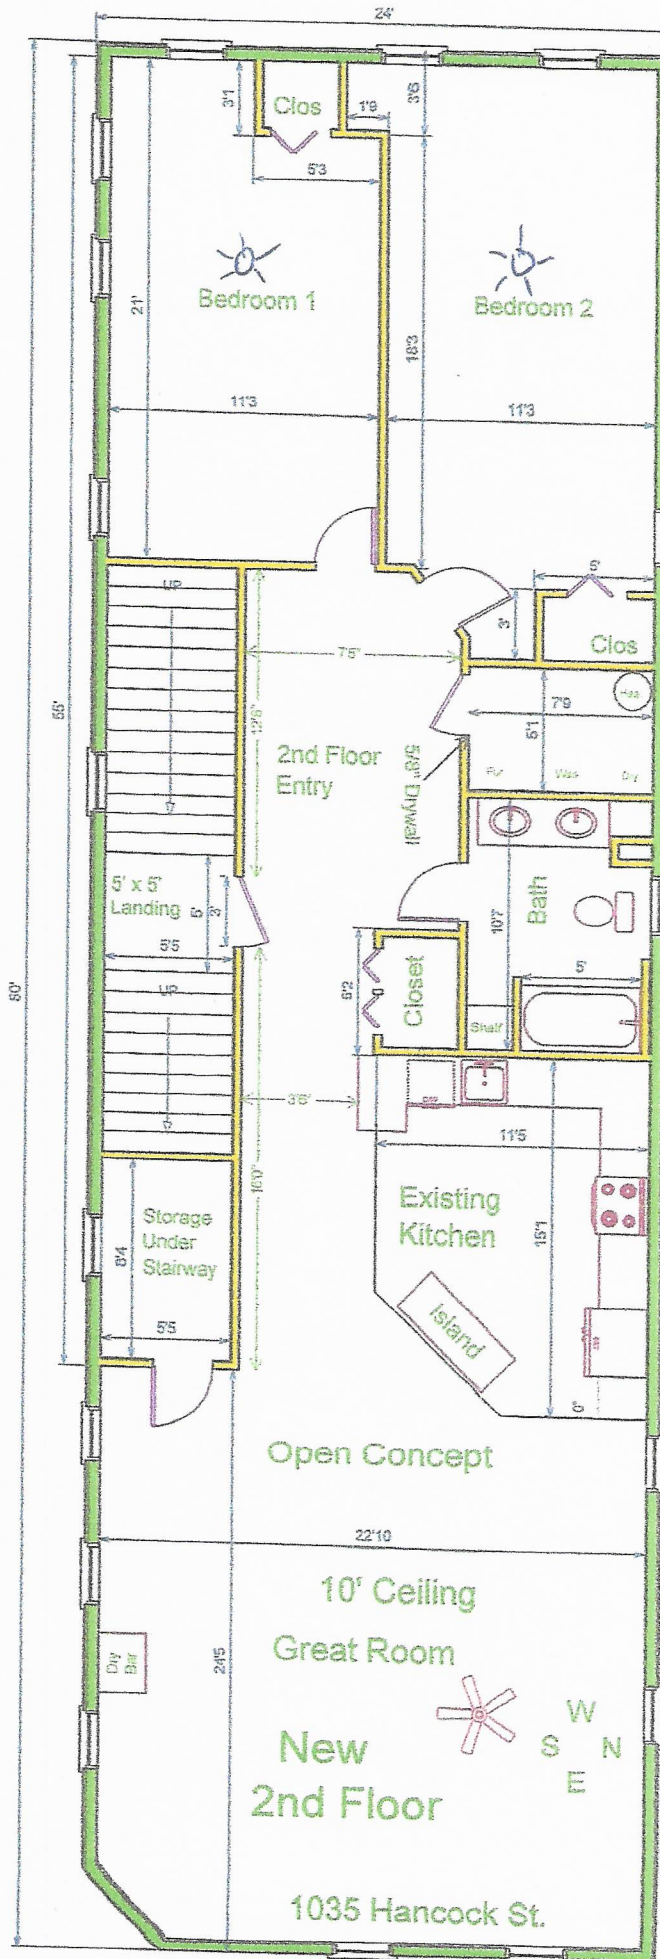 24'
3'1
Clos
1'9
3'6
5'3
Bedroom 1
Bedroom 2
21'
18'3
11'3
11'3
UP
5'
3'
Clos
7'6"
12'6"
55'
2nd Floor
Entry
5/8" Drywall
7'9
5'1
Fur
Was
Dry
5' x 5'
Landing
5'
3'
5'5
Bath
10'7
UP
6'2
Closet
5'
Shelf
80'
3'6"
11'5
16'0"
Existing
Kitchen
15'1
Storage
Under
Stairway
8'4
5'5
Island
0"
Open Concept
22'10
10' Ceiling
Great Room
24'5
Dry
Bar
W
S N
E
New
2nd Floor
1035 Hancock St.